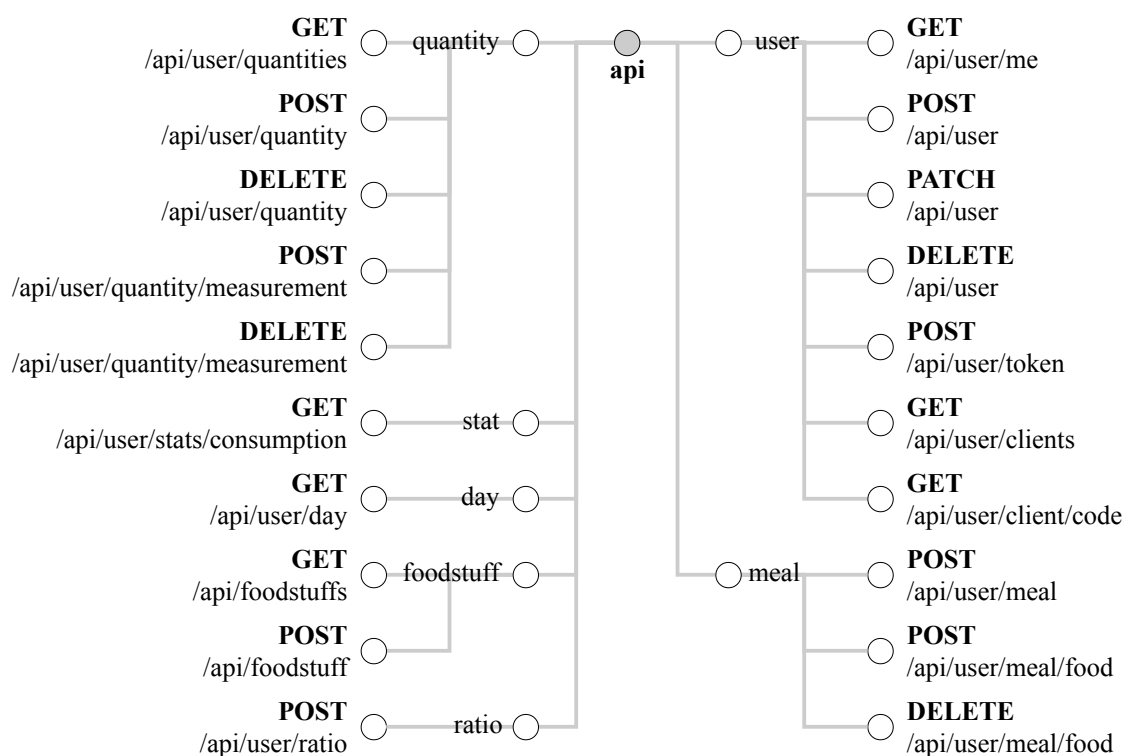 GET
/api/user/quantities
POST
/api/user/quantity
DELETE
/api/user/quantity
POST
/api/user/quantity/measurement
DELETE
/api/user/quantity/measurement
GET
/api/user/stats/consumption
GET
/api/user/day
GET
/api/foodstuffs
POST
/api/foodstuff
POST
/api/user/ratio
quantity
stat
day
foodstuff
ratio
api
user
meal
GET
/api/user/me
POST
/api/user
PATCH
/api/user
DELETE
/api/user
POST
/api/user/token
GET
/api/user/clients
GET
/api/user/client/code
POST
/api/user/meal
POST
/api/user/meal/food
DELETE
/api/user/meal/food